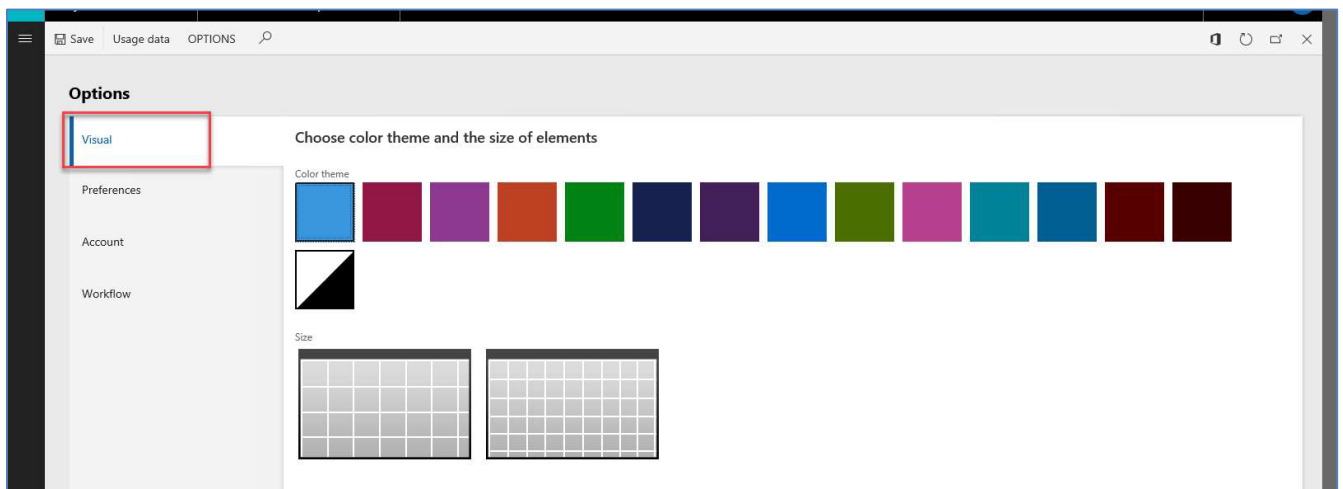 Save Usage data OPTIONS
Options
Visual
Preferences
Account
Workflow
Choose color theme and the size of elements
Color theme
Size